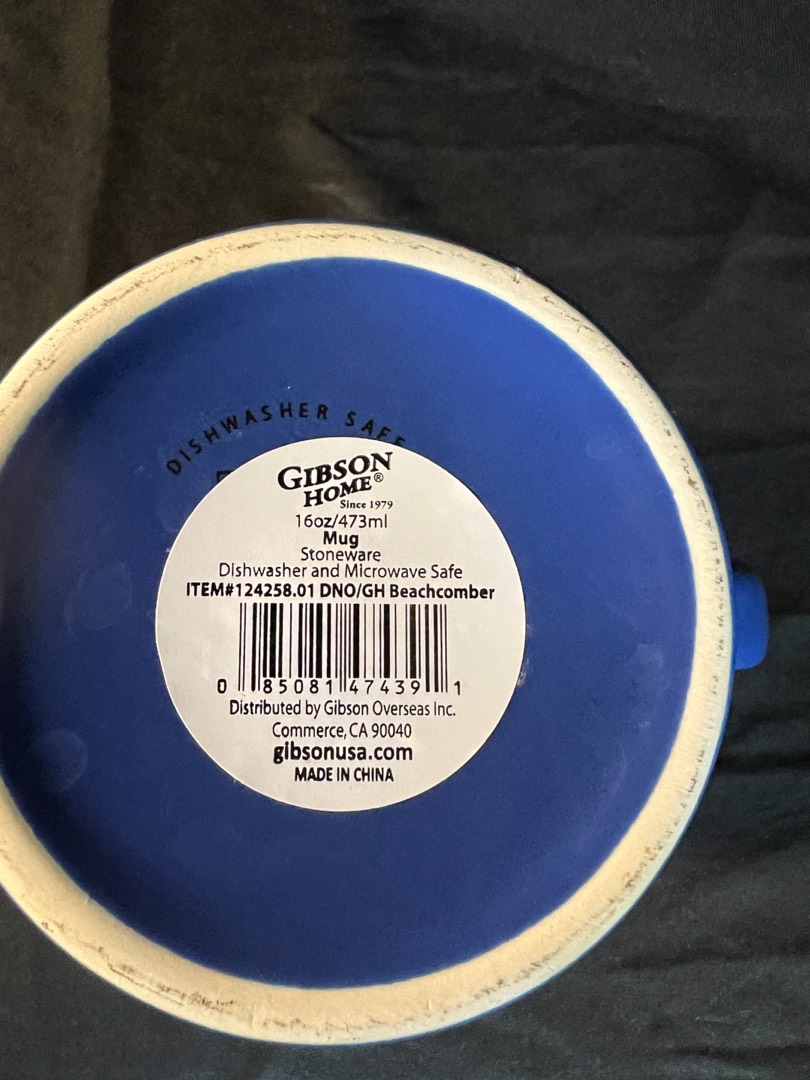 DISHWASHER SAFE
GIBSON
HOME®
Since 1979
16oz/473ml
Mug
Stoneware
Dishwasher and Microwave Safe
ITEM#124258.01 DNO/GH Beachcomber
0 85081 47439 1
Distributed by Gibson Overseas Inc.
Commerce, CA 90040
gibsonusa.com
MADE IN CHINA